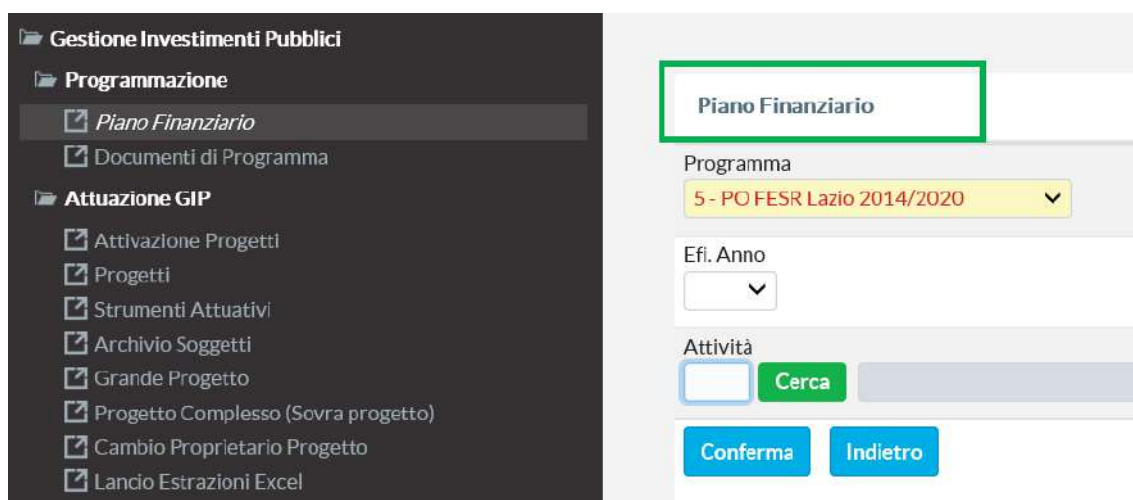 Gestione Investimenti Pubblici
Programmazione
Piano Finanziario
Documenti di Programma
Attuazione GIP
Attivazione Progetti
Progetti
Strumenti Attuativi
Archivio Soggetti
Grande Progetto
Progetto Complesso (Sovra progetto)
Cambio Proprietario Progetto
Lancio Estrazioni Excel
Piano Finanziario
Programma
5 - PO FESR Lazio 2014/2020
Efi. Anno
Attività
Cerca
Conferma Indietro